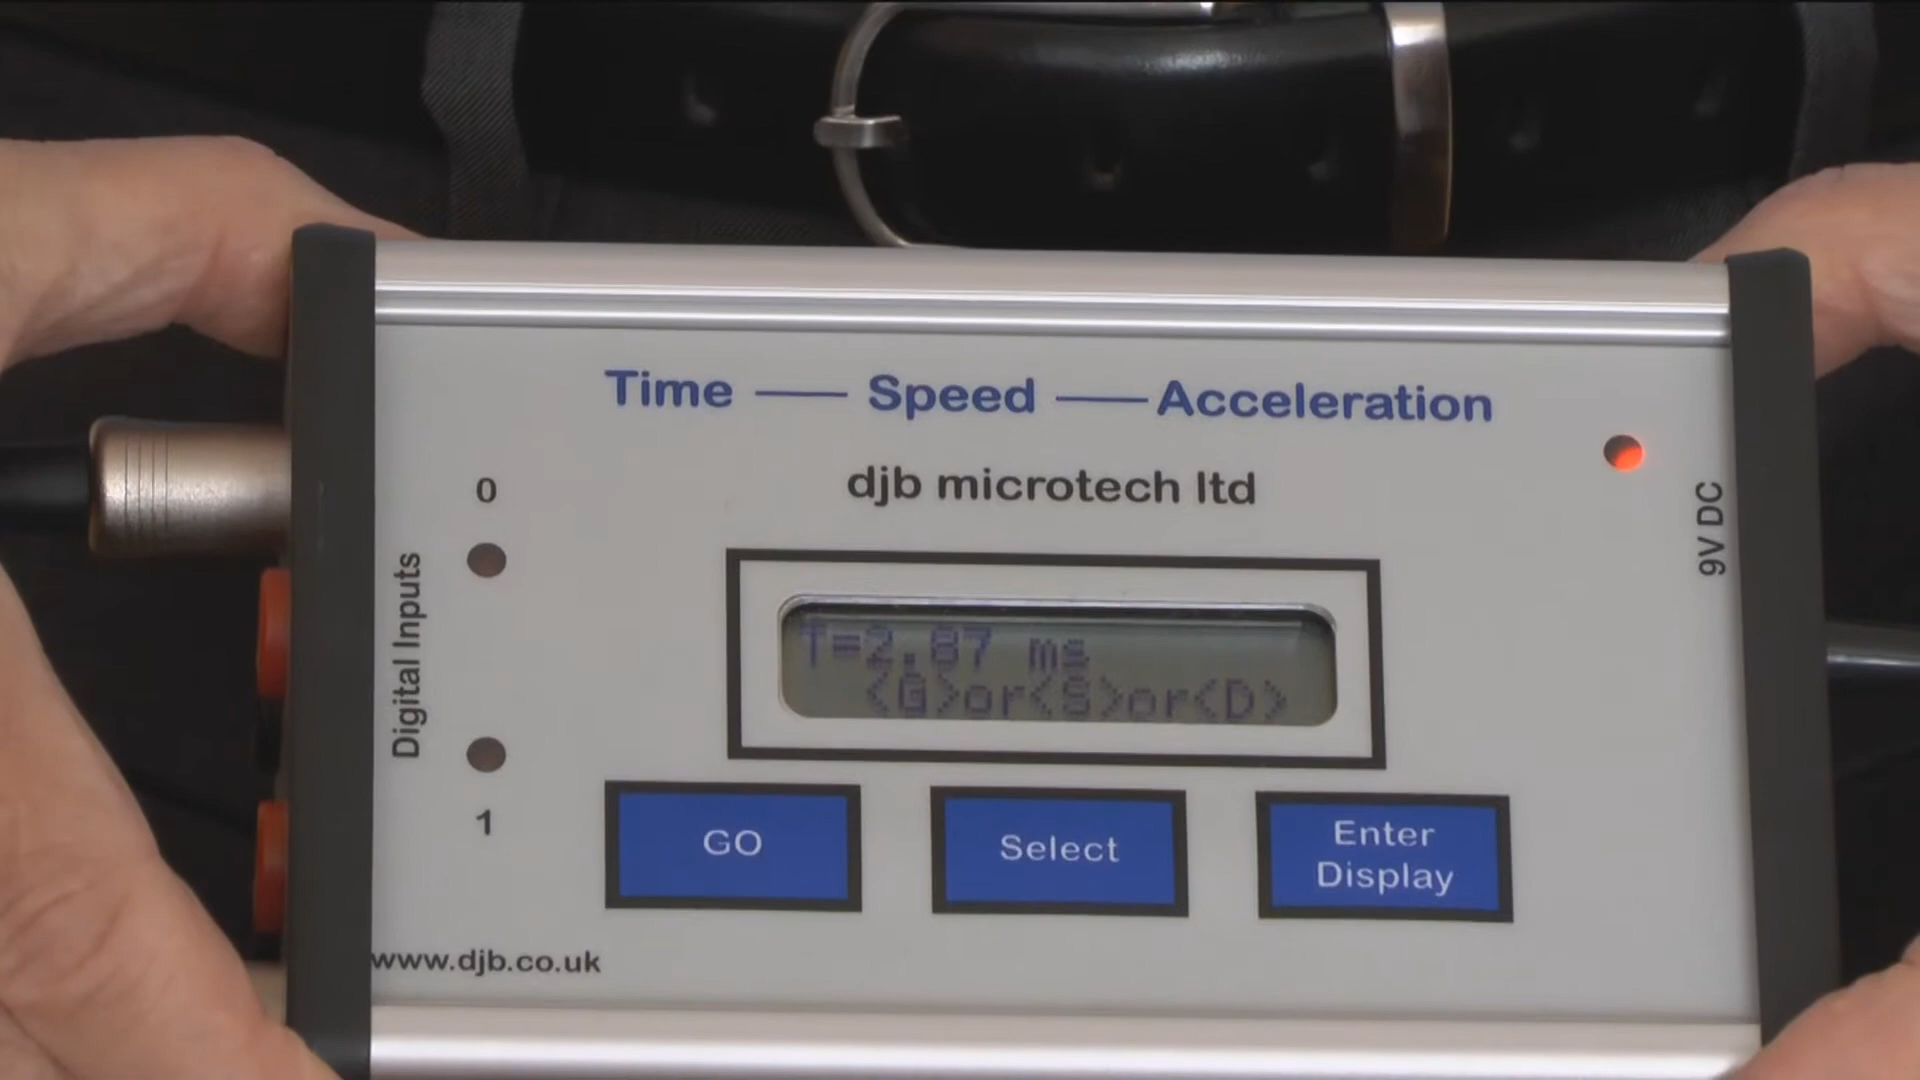 Time — Speed — Acceleration
djb microtech ltd
0
Digital Inputs
1
9V DC
T=2.87 ms
<G>or<S>or<D>
GO
Select
Enter
Display
www.djb.co.uk